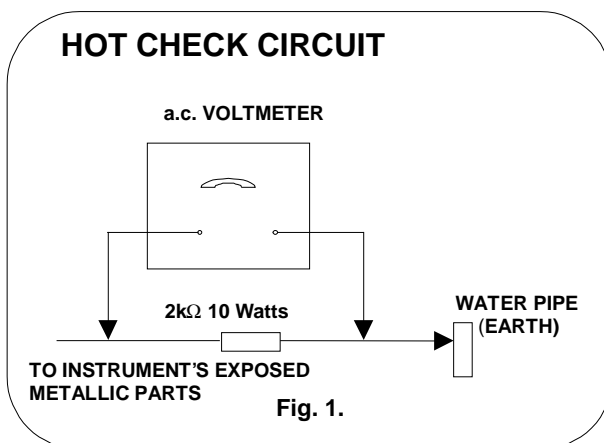 HOT CHECK CIRCUIT
a.c. VOLTMETER
2kΩ 10 Watts
WATER PIPE
(EARTH)
TO INSTRUMENT'S EXPOSED
METALLIC PARTS
Fig. 1.